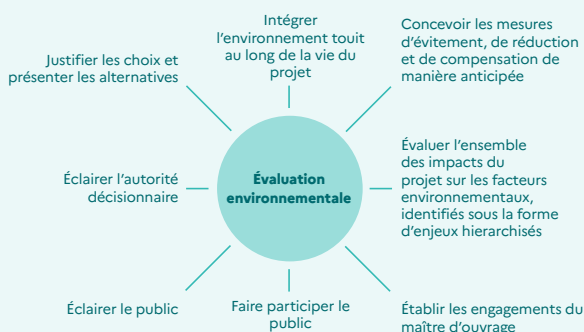 Intégrer
l'environnement touit
au long de la vie du
projet
Concevoir les mesures
d'évitement, de réduction
et de compensation de
manière anticipée
Justifier les choix et
présenter les alternatives
Évaluer l'ensemble
des impacts du
projet sur les facteurs
environnementaux,
identifiés sous la forme
d'enjeux hierarchisés
Éclairer l'autorité
décisionnaire
Évaluation
environnementale
Éclairer le public
Faire participer le
public
Établir les engagements du
maître d'ouvrage